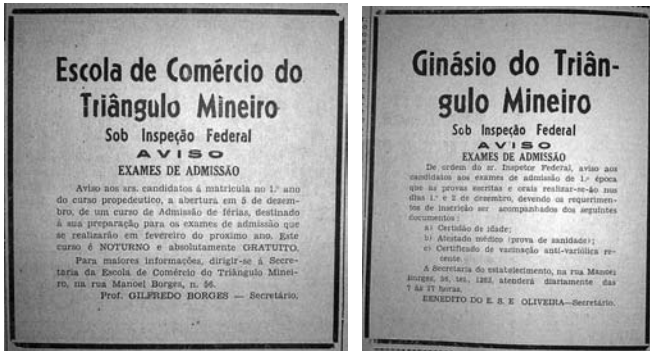 Escola de Comércio do
Triângulo Mineiro
Sob Inspeção Federal
AVISO
EXAMES DE ADMISSÃO
Aviso aos srs. candidatos á matricula no 1.º ano
do curso propedeutico, a abertura em 5 de dezem-
bro, de um curso de Admissão de férias, destinado
á sua preparação para os exames de admissão que
se realizarão em fevereiro do proximo ano. Este
curso é NOTURNO e absolutamente GRATUITO.
Para maiores informações, dirigir-se á Secre-
taria da Escola de Comércio do Triângulo Minei-
ro, na rua Manoel Borges, n. 56.
Prof. GILFREDO BORGES — Secretário.
Ginásio do Triân-
gulo Mineiro
Sob Inspeção Federal
AVISO
EXAMES DE ADMISSÃO
De ordem do sr. Inspetor Federal, aviso aos
candidatos aos exames de admissão de 1.ª época
que as provas escritas e orais realizar-se-ão nos
dias 1.º e 2 de dezembro, devendo os requerimen-
tos de inscrição ser acompanhados dos seguintes
documentos:
a) Certidão de idade;
b) Atestado médico (prova de sanidade);
c) Certificado de vacinação anti-variólica re-
cente.
A Secretaria do estabelecimento, na rua Manoel
Borges, 56, tel. 1262, atenderá diariamente das
7 ás 17 horas.
BENEDITO DO E. S. E OLIVEIRA—Secretário.